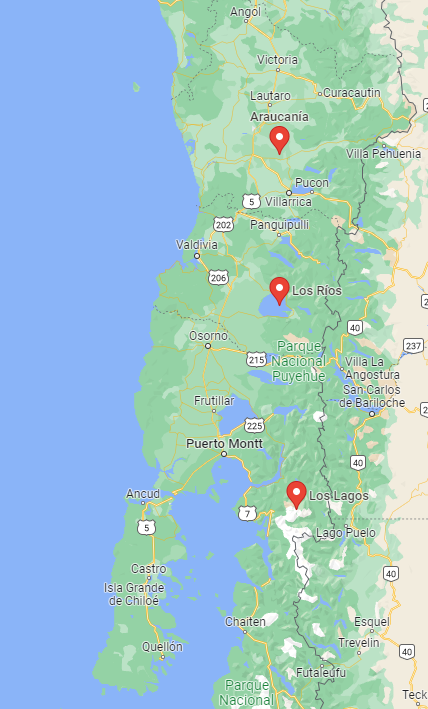 Angol
Victoria
Lautaro
Curacautín
Araucanía
Villa Pehuenia
Pucon
5
Villarrica
202
Panguipulli
Valdivia
206
Los Ríos
40
Osorno
237
Parque
Nacional
Puyehue
215
Villa La
Angostura
San Carlos
de Bariloche
Frutillar
225
Puerto Montt
40
Ancud
Los Lagos
7
5
Lago Puelo
Castro
40
Isla Grande
de Chiloé
Chaiten
Esquel
Quellón
Trevelin
40
Futaleufu
Parque
Nacional
Teck